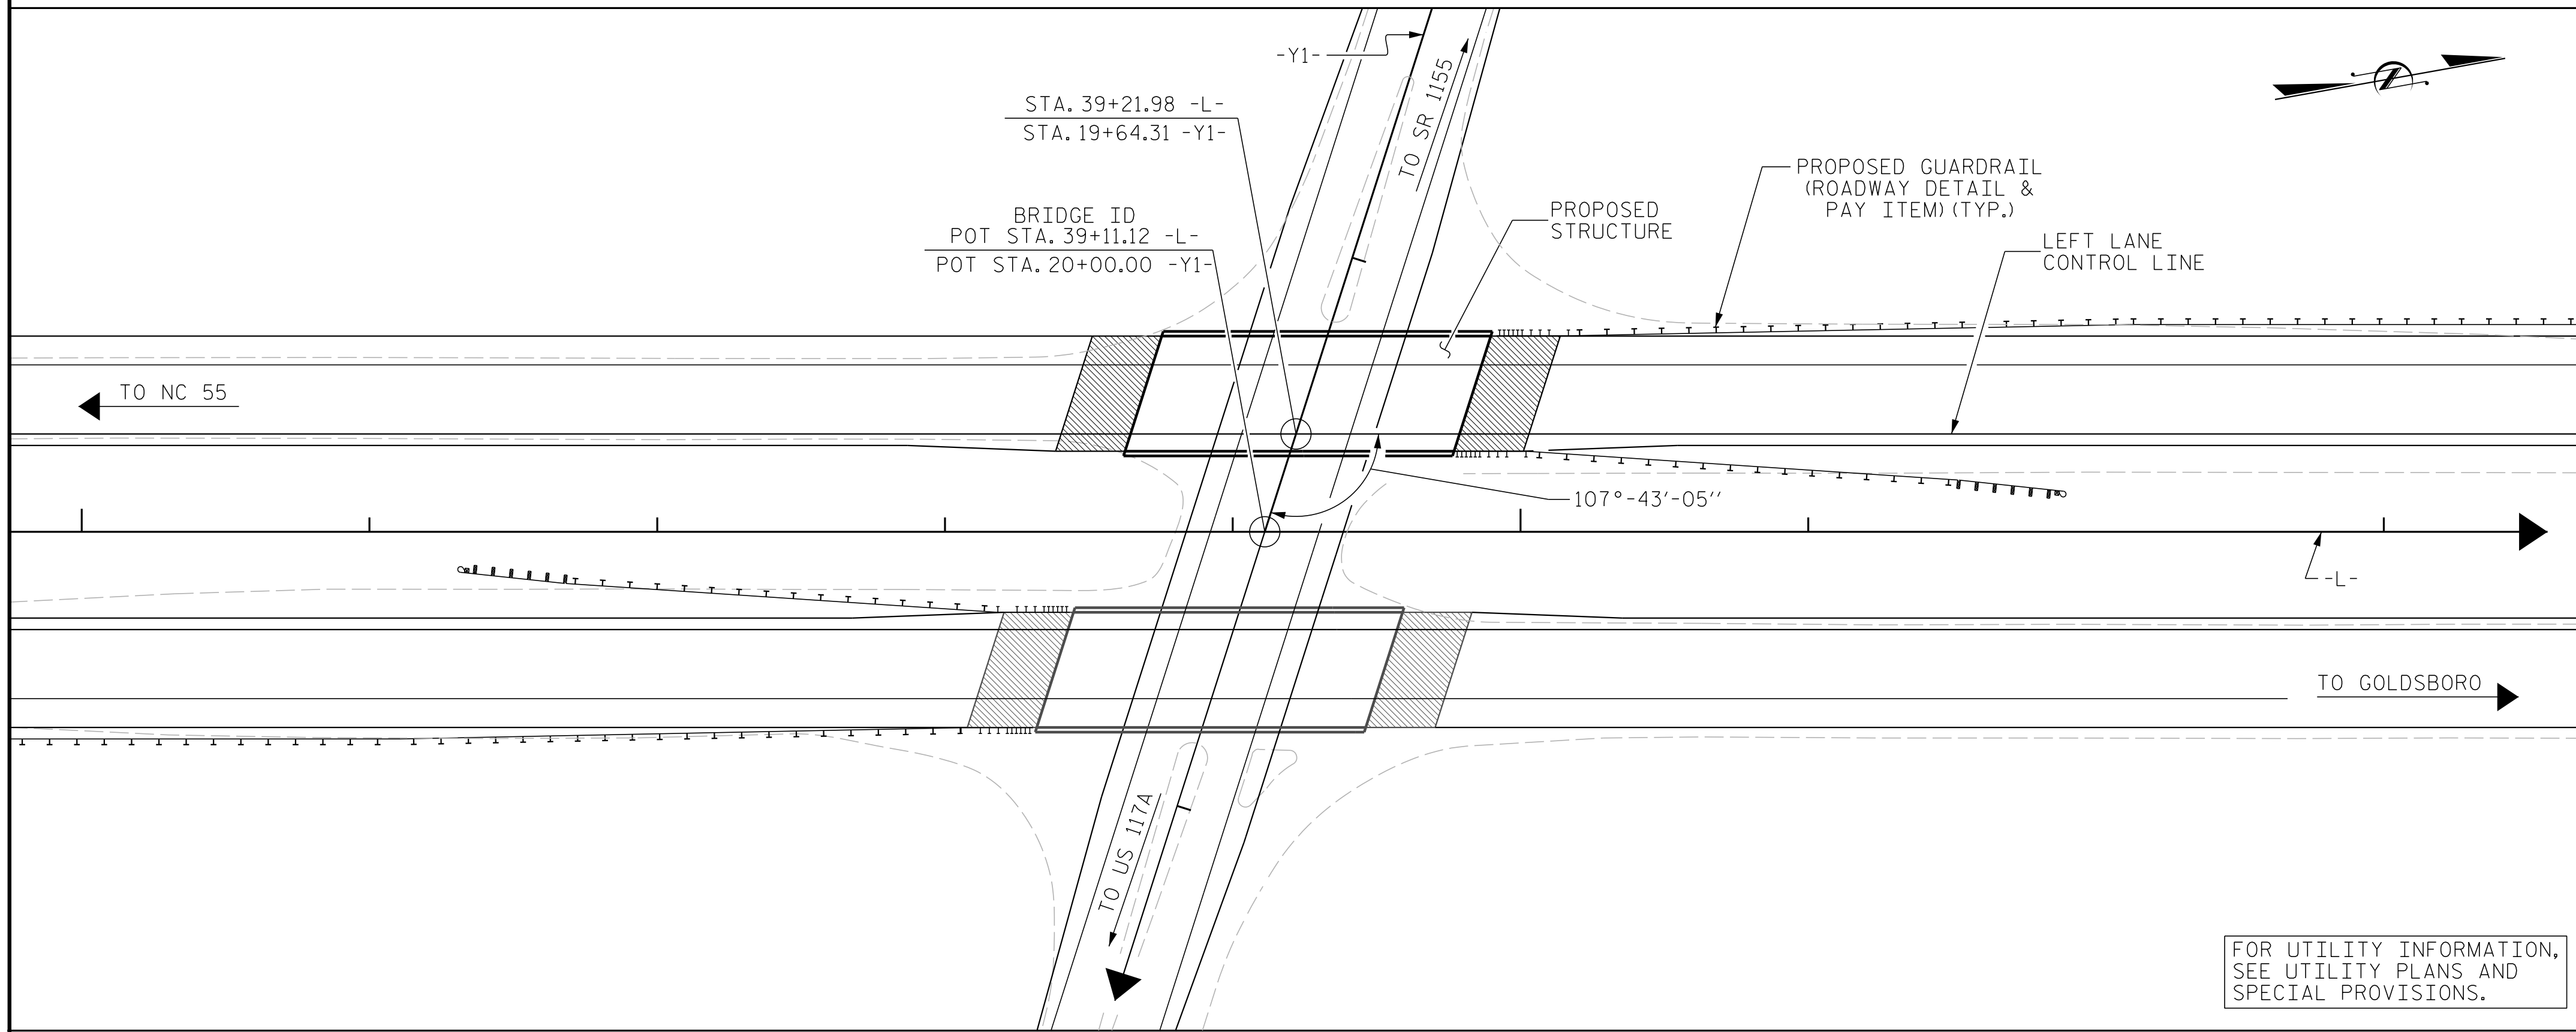 -Y1-
TO SR 1155
STA. 39+21.98 -L-
STA. 19+64.31 -Y1-
PROPOSED GUARDRAIL
(ROADWAY DETAIL &
PAY ITEM) (TYP.)
BRIDGE ID
POT STA. 39+11.12 -L-
POT STA. 20+00.00 -Y1-
PROPOSED
STRUCTURE
LEFT LANE
CONTROL LINE
TO NC 55
107°-43'-05''
-L-
TO GOLDSBORO
TO US 117A
FOR UTILITY INFORMATION,
SEE UTILITY PLANS AND
SPECIAL PROVISIONS.